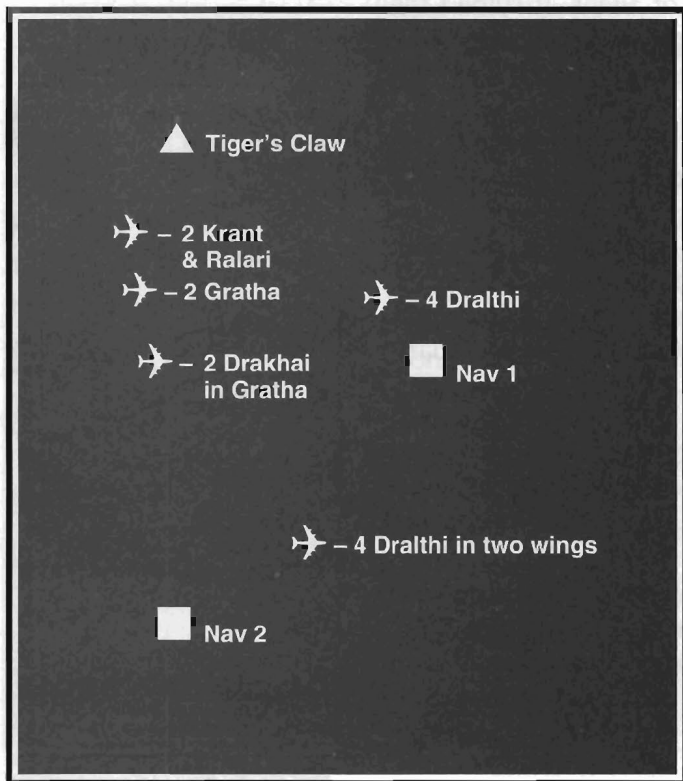 Tiger's Claw
– 2 Krant
& Ralari
– 2 Gratha
– 4 Dralthi
– 2 Drakhai
in Gratha
Nav 1
– 4 Dralthi in two wings
Nav 2